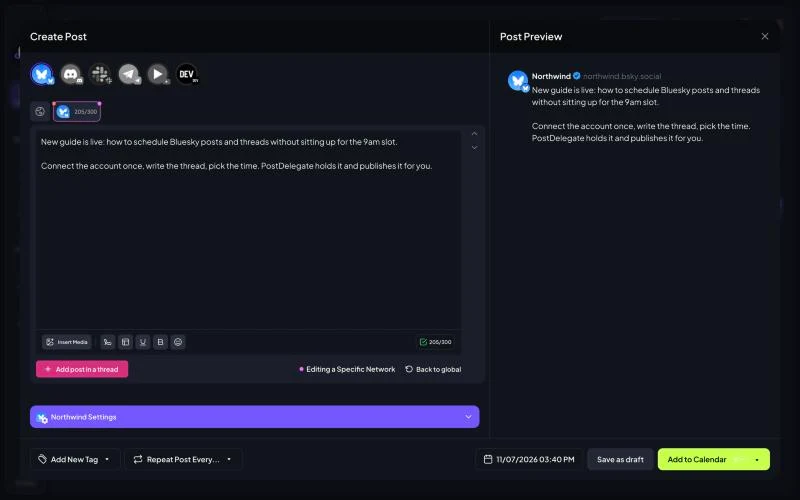 Create Post
Post Preview
DEV
DEV
205/300
New guide is live: how to schedule Bluesky posts and threads without sitting up for the 9am slot.
Connect the account once, write the thread, pick the time. PostDelegate holds it and publishes it for you.
Insert Media
U
B
205/300
Add post in a thread
Editing a Specific Network
Back to global
Northwind Settings
Add New Tag
Repeat Post Every...
11/07/2026 03:40 PM
Save as draft
Add to Calendar
Northwind northwind.bsky.social
New guide is live: how to schedule Bluesky posts and threads
without sitting up for the 9am slot.
Connect the account once, write the thread, pick the time.
PostDelegate holds it and publishes it for you.